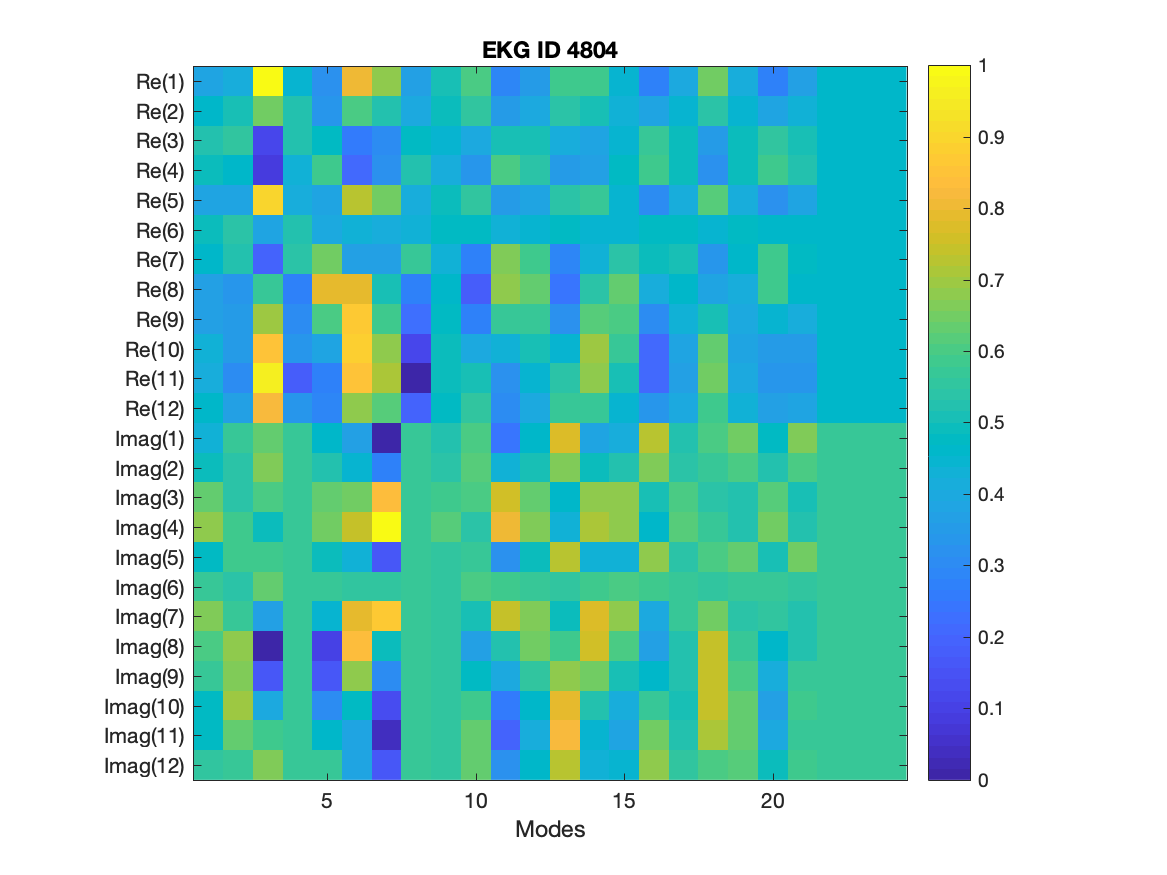 EKG ID 4804
Re(1)
Re(2)
Re(3)
Re(4)
Re(5)
Re(6)
Re(7)
Re(8)
Re(9)
Re(10)
Re(11)
Re(12)
Imag(1)
Imag(2)
Imag(3)
Imag(4)
Imag(5)
Imag(6)
Imag(7)
Imag(8)
Imag(9)
Imag(10)
Imag(11)
Imag(12)
5 10 15 20
Modes
1
0.9
0.8
0.7
0.6
0.5
0.4
0.3
0.2
0.1
0